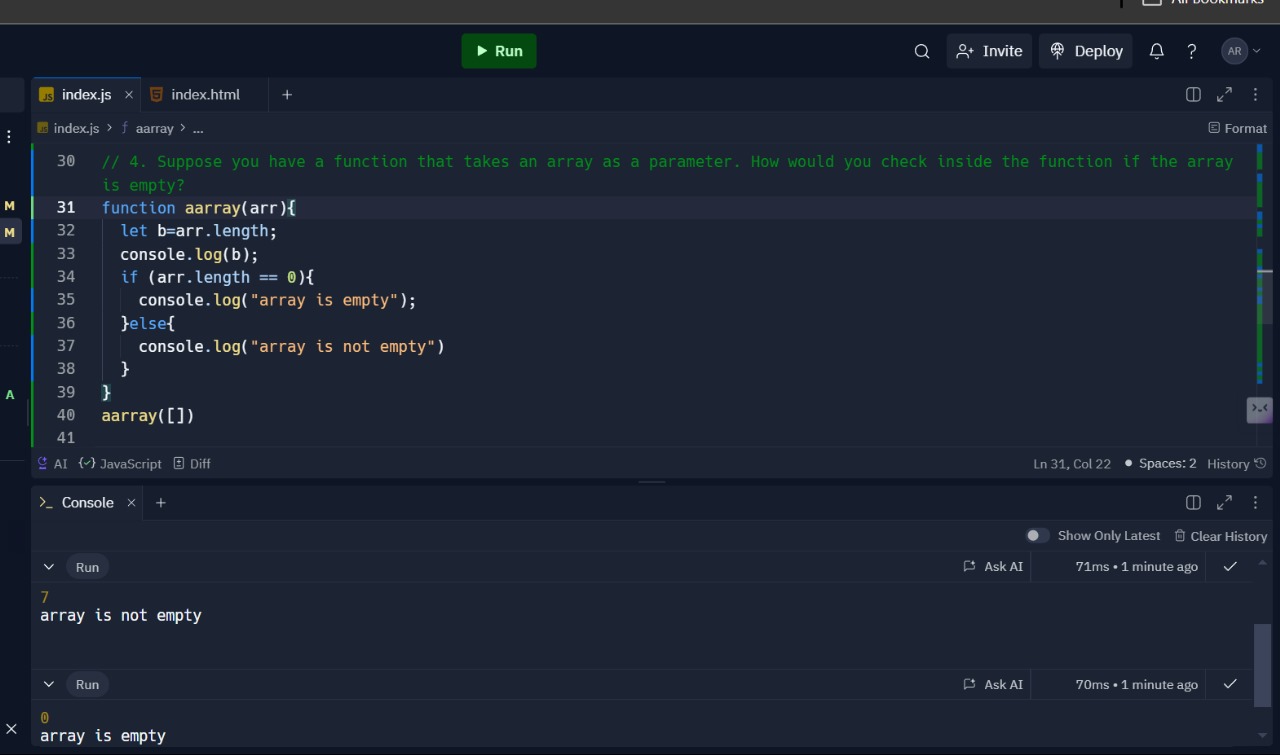 Run
Invite
Deploy
?
AR
index.js ×
index.html
+
index.js > f aarray > ...
Format
30 // 4. Suppose you have a function that takes an array as a parameter. How would you check inside the function if the array
is empty?
31 function aarray(arr){
32 let b=arr.length;
33 console.log(b);
34 if (arr.length == 0){
35 console.log("array is empty");
36 }else{
37 console.log("array is not empty")
38 }
39 }
40 aarray([])
41
M
M
A
AI
JavaScript
Diff
Ln 31, Col 22 • Spaces: 2 History
>_ Console × +
Show Only Latest
Clear History
Run
Ask AI
71ms • 1 minute ago
7
array is not empty
Run
Ask AI
70ms • 1 minute ago
0
array is empty